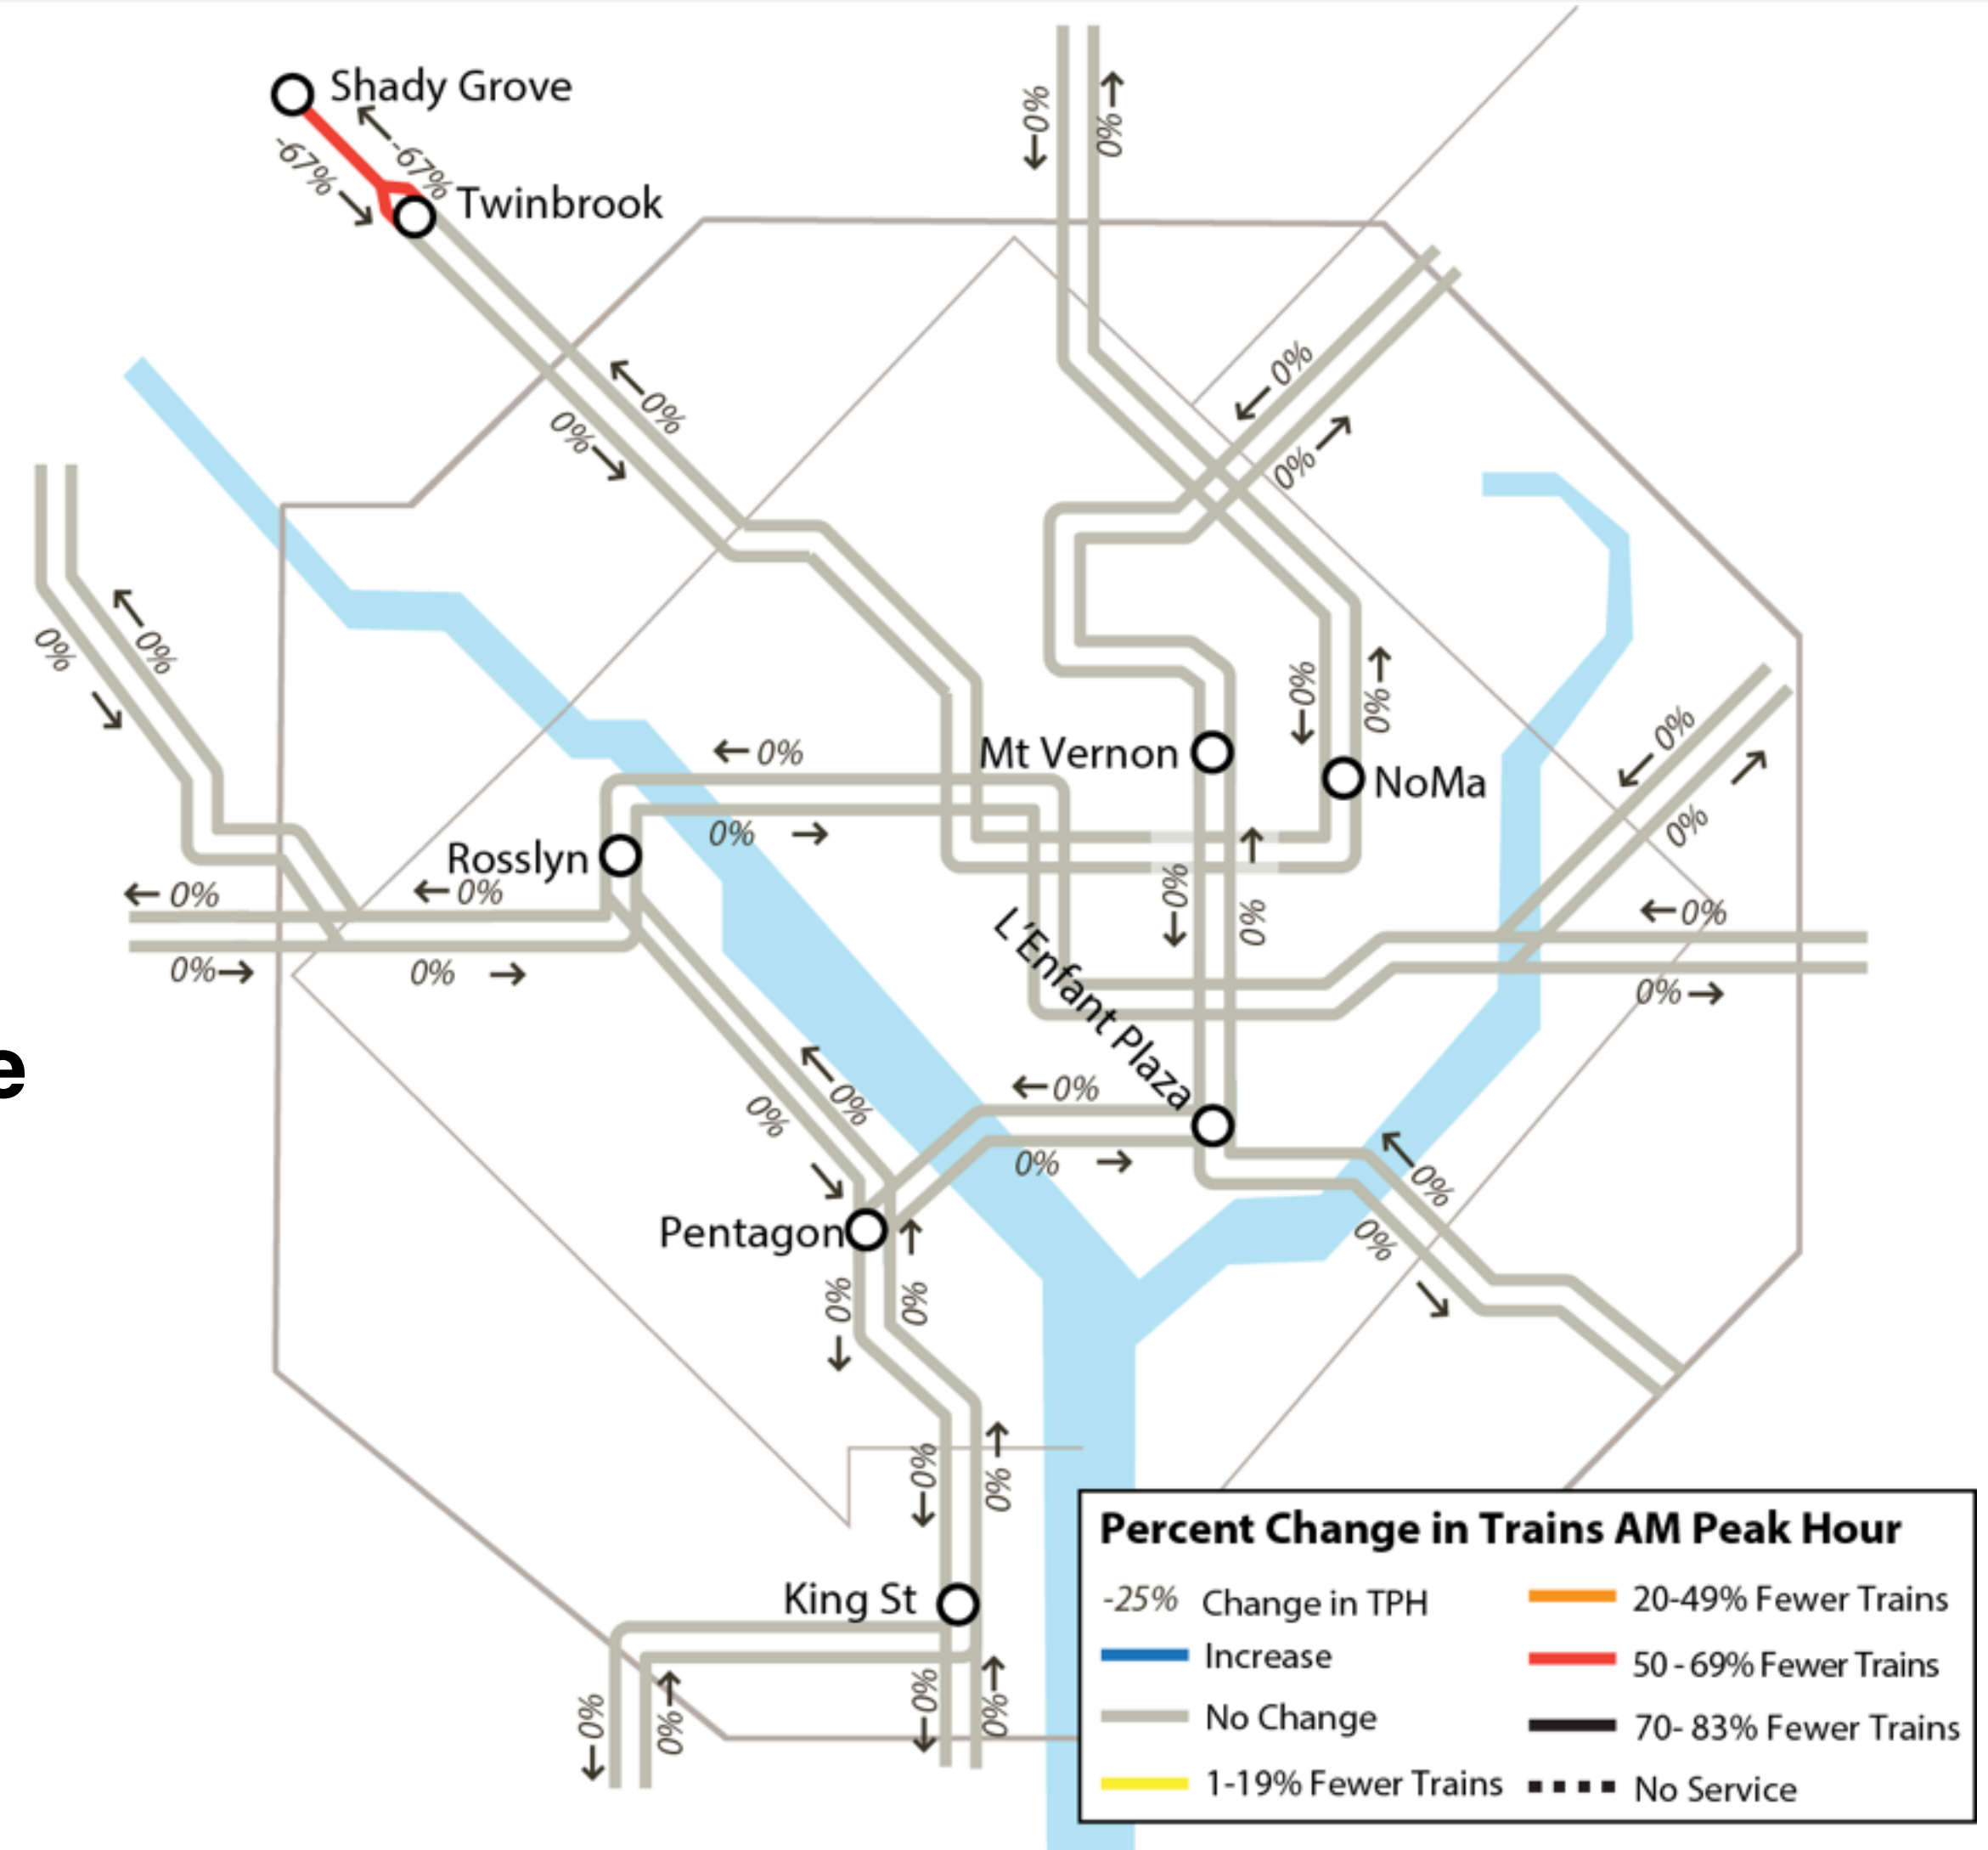 Shady Grove
-67%
-67%
Twinbrook
0%
0%
0%
0%
0%
0%
0%
0%
0%
0%
Mt Vernon
NoMa
0%
0%
0%
0%
Rosslyn
0%
0%
0%
0%
0%
0%
0%
0%
0%
0%
L'Enfant Plaza
e
0%
0%
0%
0%
0%
0%
Pentagon
0%
0%
0%
0%
King St
0%
0%
0%
0%
Percent Change in Trains AM Peak Hour
-25% Change in TPH
Increase
No Change
1-19% Fewer Trains
20-49% Fewer Trains
50 - 69% Fewer Trains
70- 83% Fewer Trains
No Service